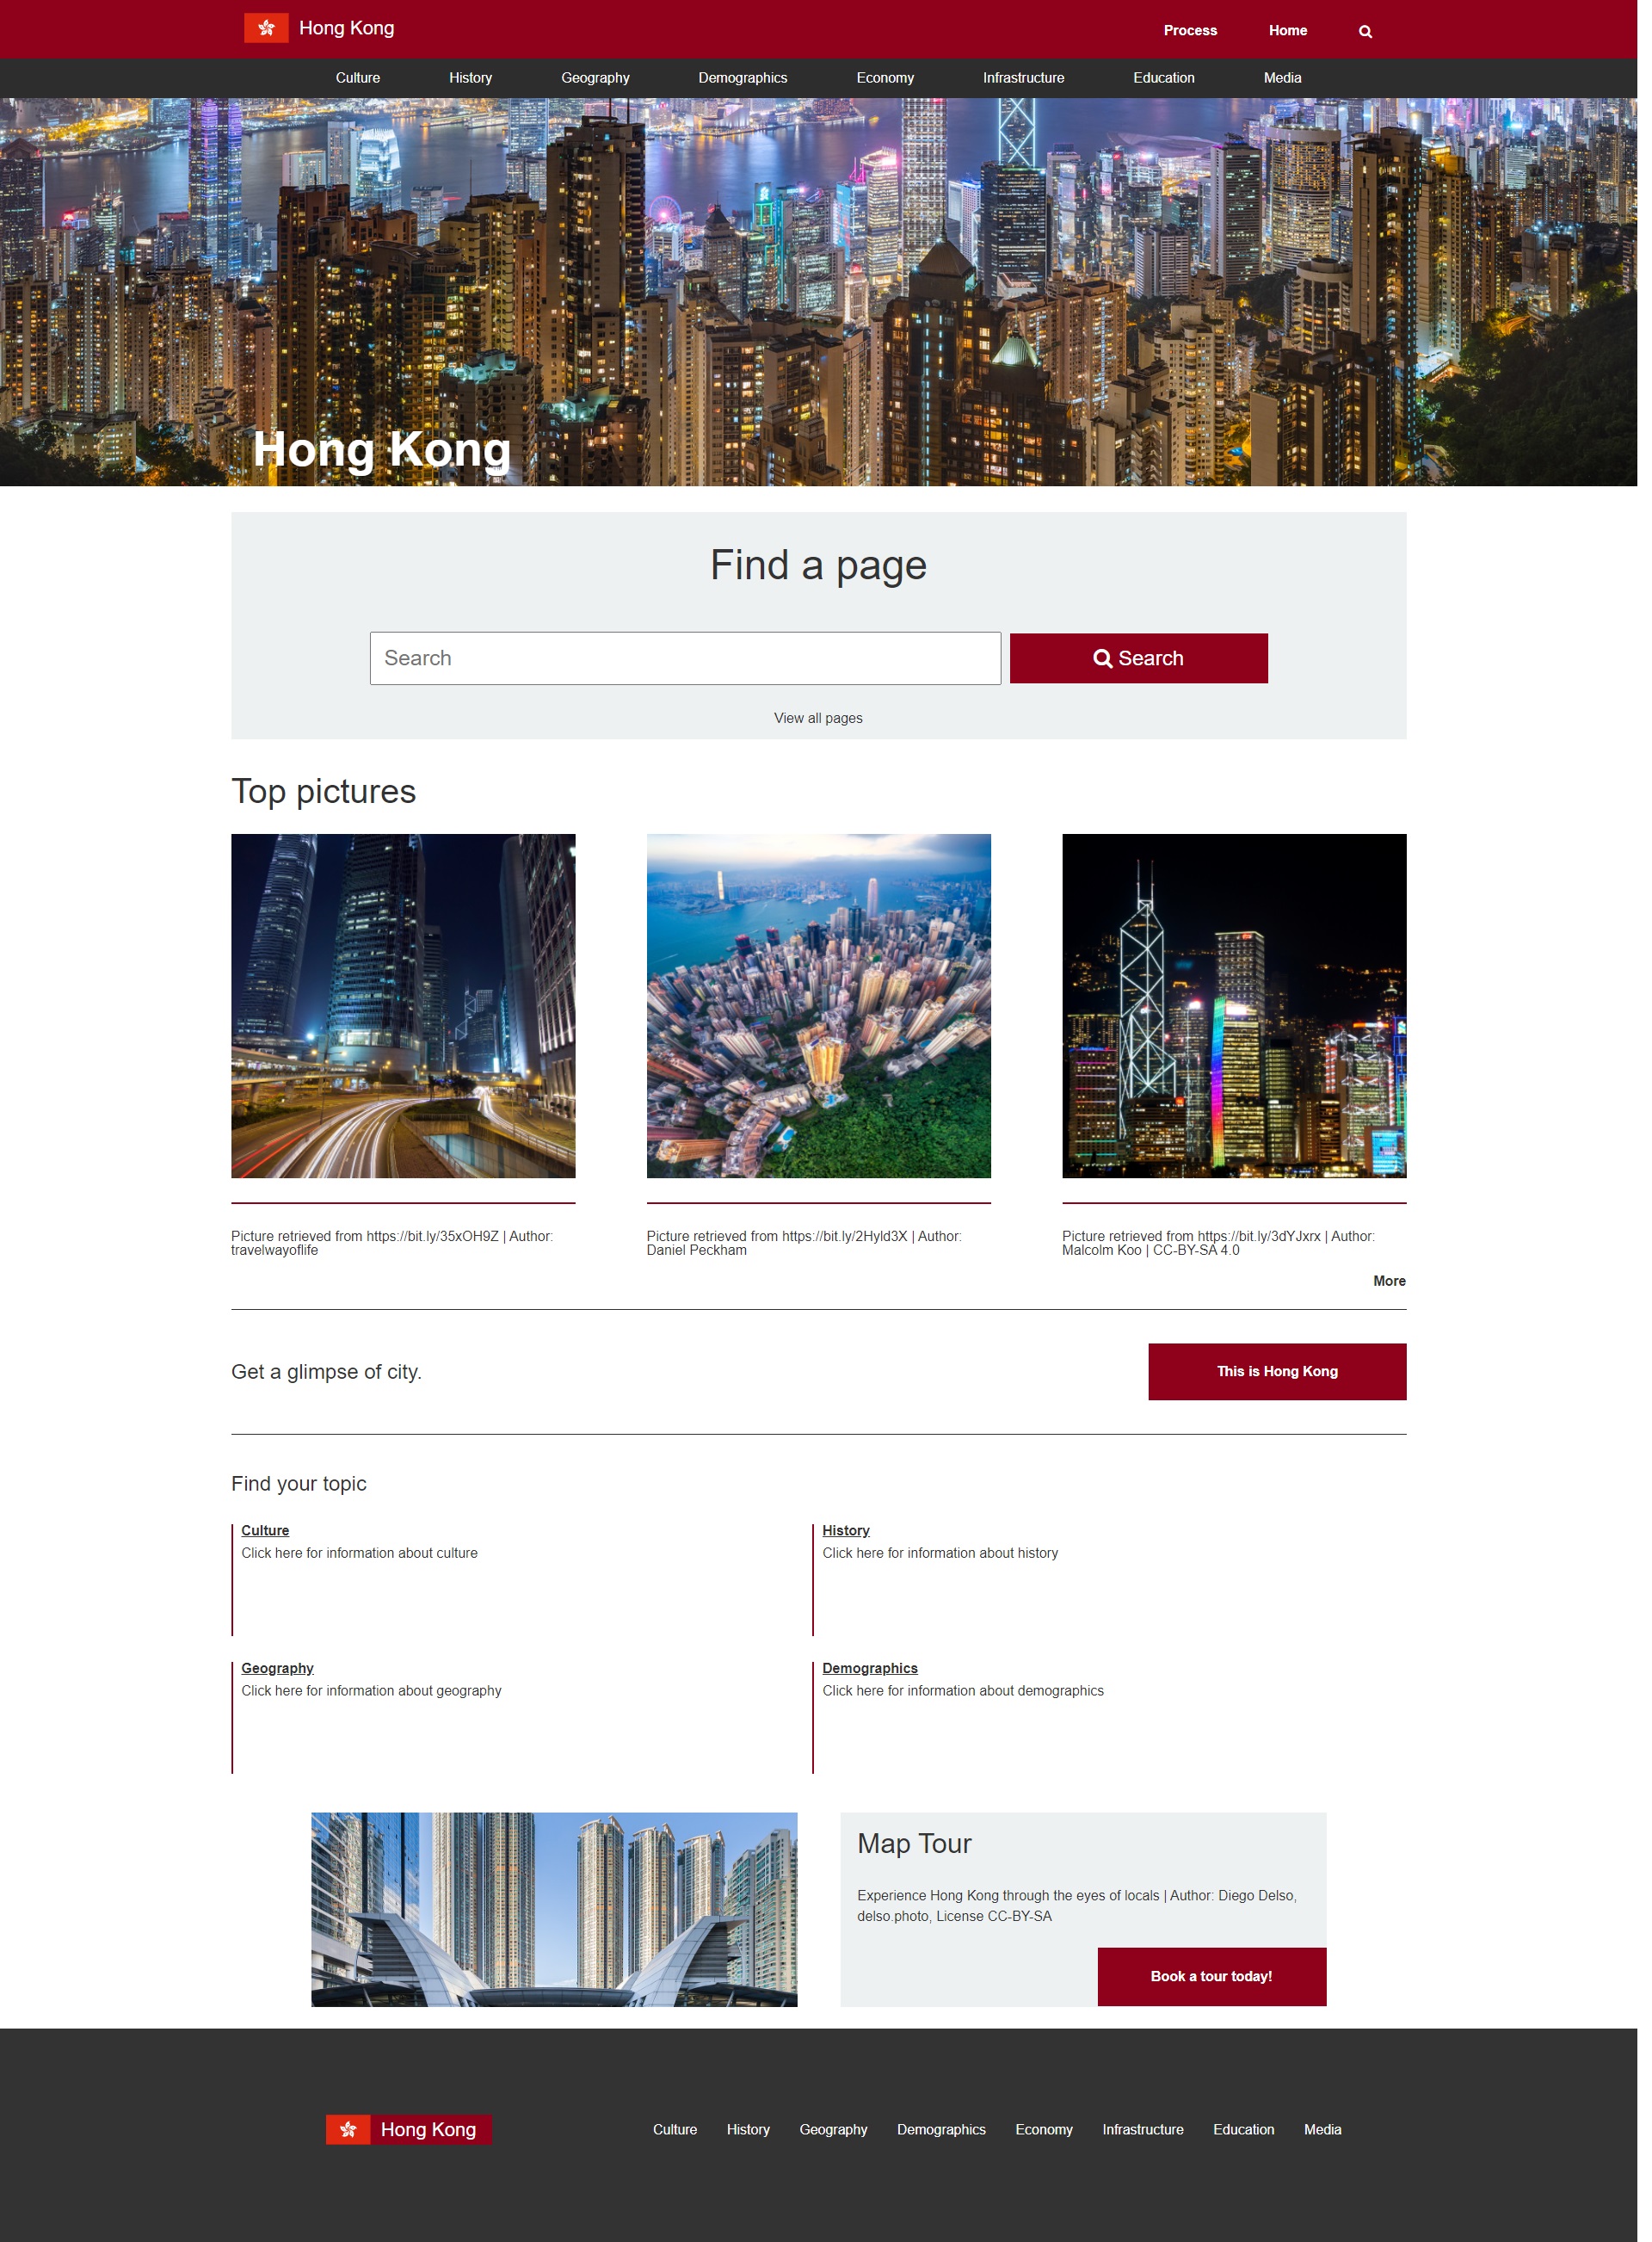 Hong Kong
Process Home
Culture History Geography Demographics Economy Infrastructure Education Media
Hong Kong
Find a page
Search
Search
View all pages
Top pictures
Picture retrieved from https://bit.ly/35xOH9Z | Author:
travelwayoflife
Picture retrieved from https://bit.ly/2Hyld3X | Author:
Daniel Peckham
Picture retrieved from https://bit.ly/3dYJxrx | Author:
Malcolm Koo | CC-BY-SA 4.0
More
Get a glimpse of city.
This is Hong Kong
Find your topic
Culture
Click here for information about culture
History
Click here for information about history
Geography
Click here for information about geography
Demographics
Click here for information about demographics
Map Tour
Experience Hong Kong through the eyes of locals | Author: Diego Delso,
delso.photo, License CC-BY-SA
Book a tour today!
Hong Kong
Culture History Geography Demographics Economy Infrastructure Education Media